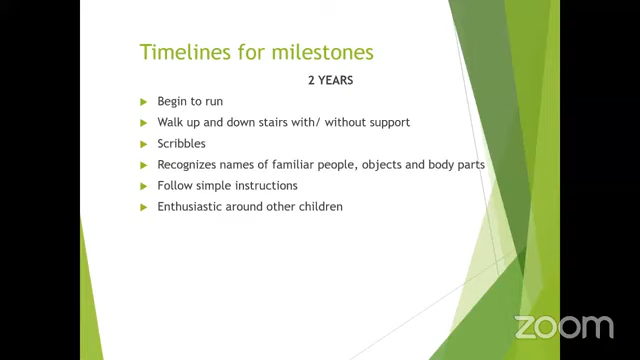 Timelines for milestones
2 YEARS
Begin to run
Walk up and down stairs with/ without support
Scribbles
Recognizes names of familiar people, objects and body parts
Follow simple instructions
Enthusiastic around other children
zoom